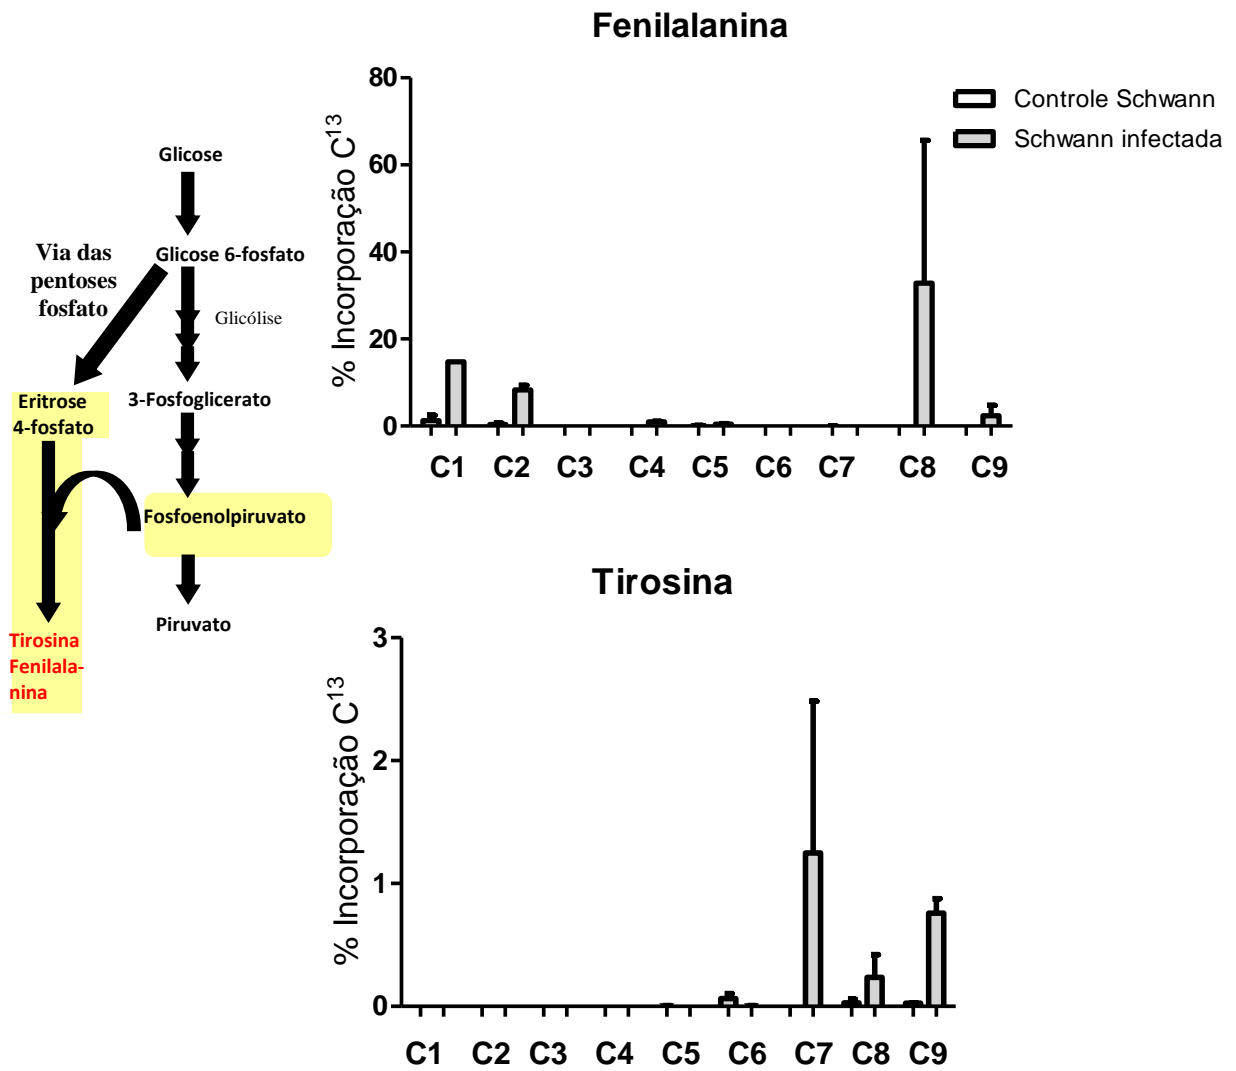 Fenilalanina
80
60
40
20
0
% Incorporação C13
Controle Schwann
Schwann infectada
C1 C2 C3 C4 C5 C6 C7 C8 C9
Glicose
Via das
pentoses
fosfato
Glicose 6-fosfato
Glicólise
Eritrose
4-fosfato
3-Fosfoglicerato
Fosfoenolpiruvato
Piruvato
Tirosina
Fenilala-
nina
Tirosina
3
2
1
0
% Incorporação C13
C1 C2 C3 C4 C5 C6 C7 C8 C9